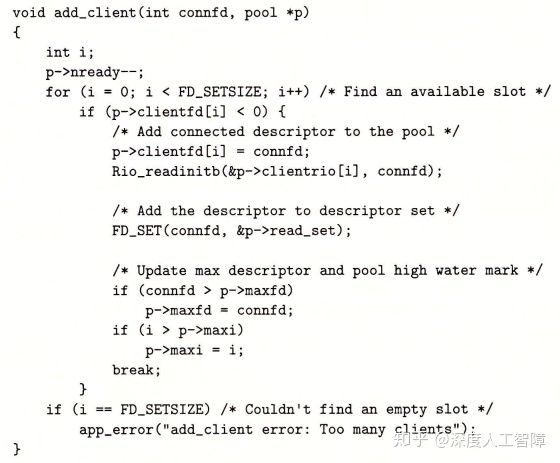 void add_client(int connfd, pool *p)
{
    int i;
    p->nready--;
    for (i = 0; i < FD_SETSIZE; i++) /* Find an available slot */
        if (p->clientfd[i] < 0) {
            /* Add connected descriptor to the pool */
            p->clientfd[i] = connfd;
            Rio_readinitb(&p->clientrio[i], connfd);

            /* Add the descriptor to descriptor set */
            FD_SET(connfd, &p->read_set);

            /* Update max descriptor and pool high water mark */
            if (connfd > p->maxfd)
                p->maxfd = connfd;
            if (i > p->maxi)
                p->maxi = i;
            break;
        }
    if (i == FD_SETSIZE) /* Couldn't find an empty slot */
        app_error("add_client error: Too many clients");
}
知乎 @深度人工智障